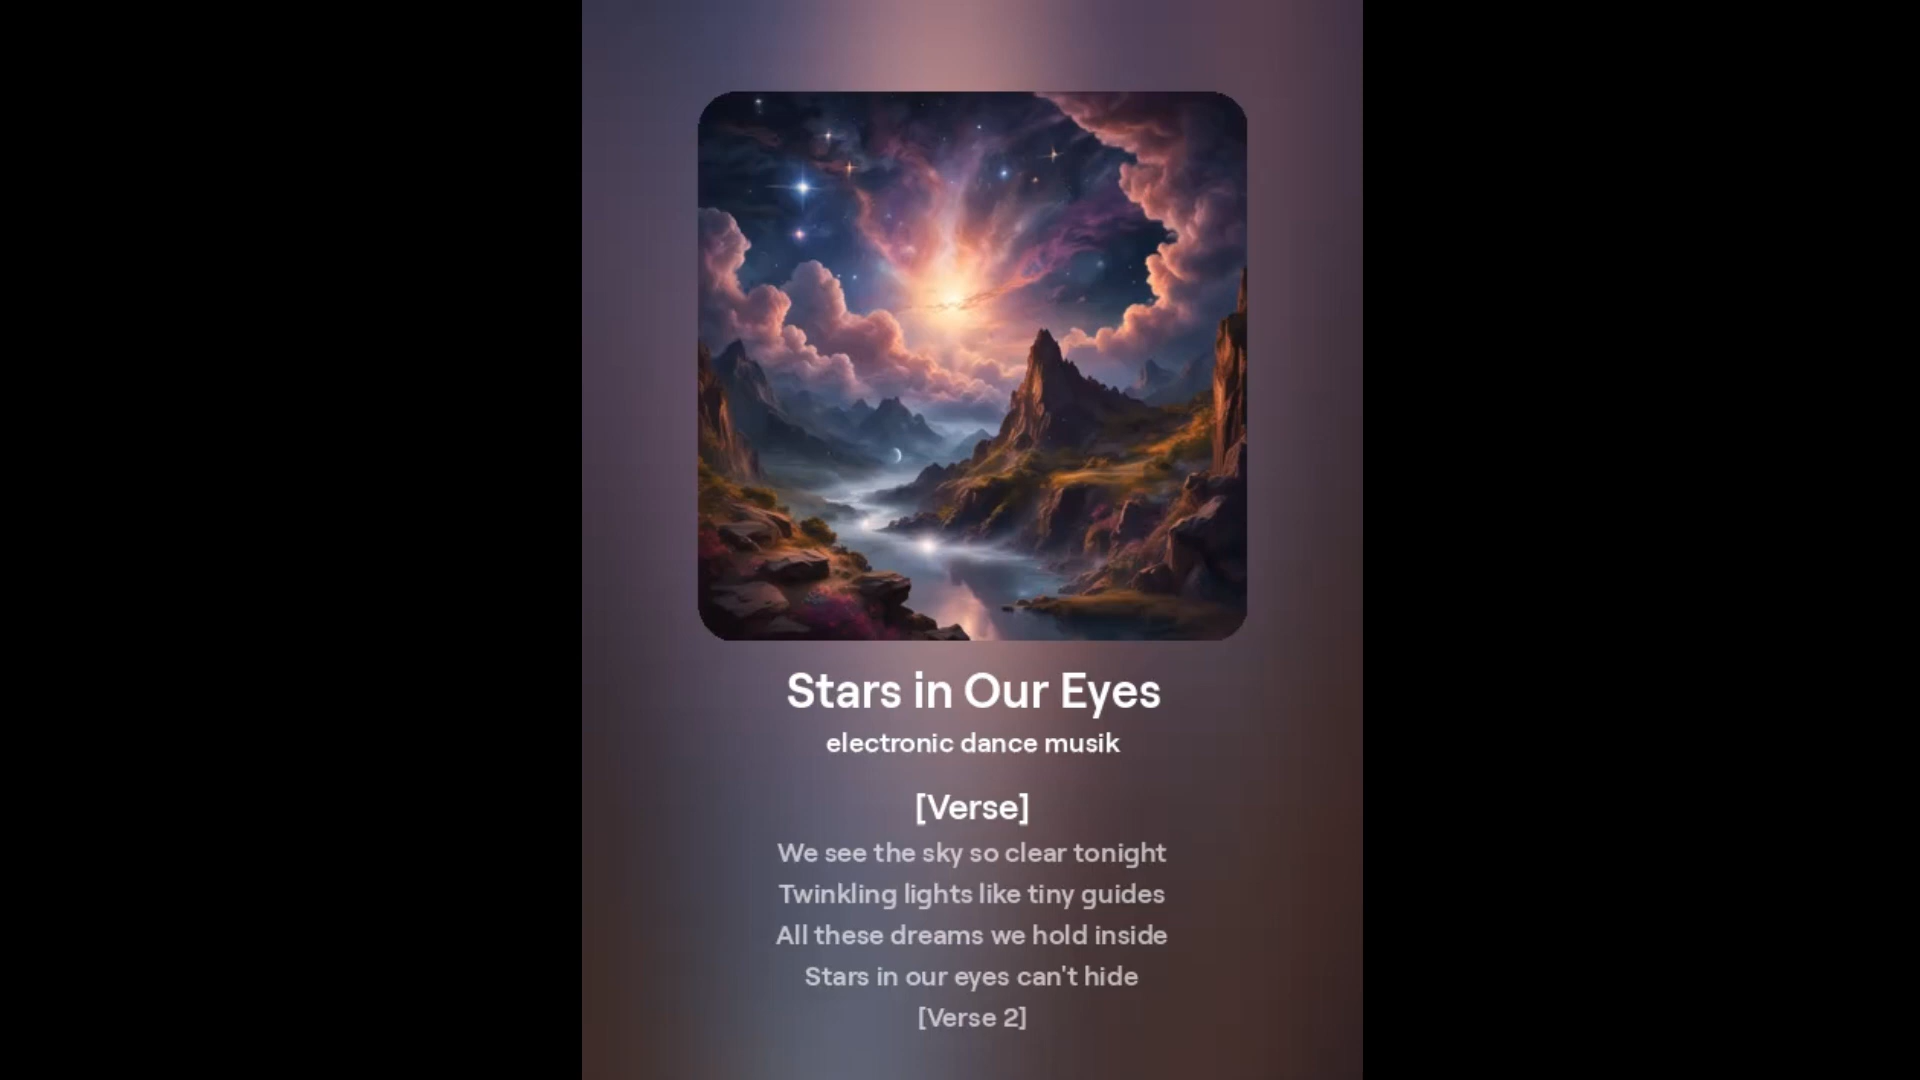 Stars in Our Eyes
electronic dance musik
[Verse]
We see the sky so clear tonight
Twinkling lights like tiny guides
All these dreams we hold inside
Stars in our eyes can't hide
[Verse 2]